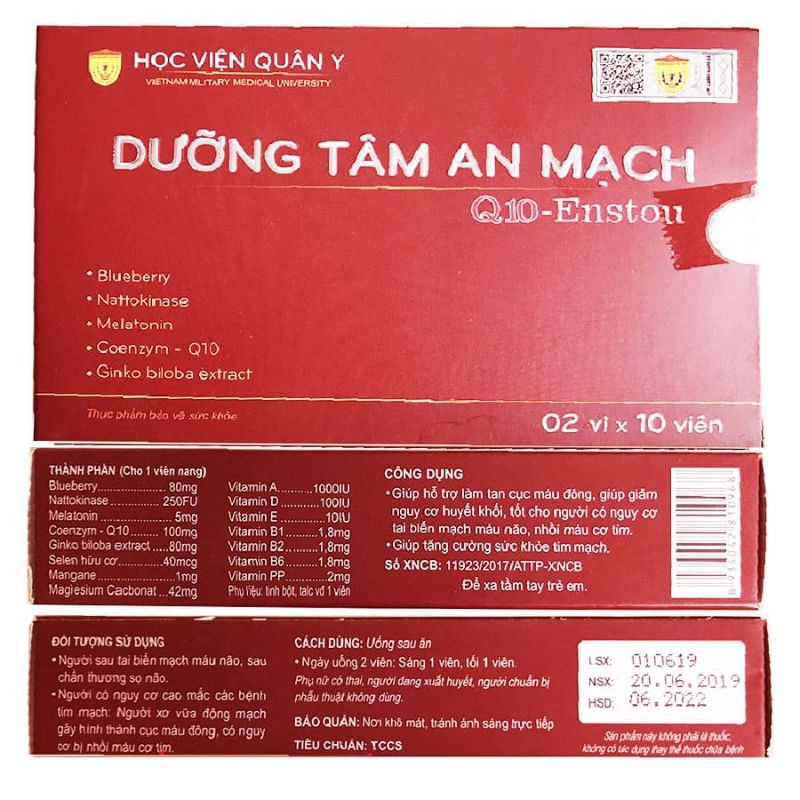 HỌC VIỆN QUÂN Y
VIETNAM MILITARY MEDICAL UNIVERSITY
DƯỠNG TÂM AN MẠCH
Q10-Enstou
• Blueberry
• Nattokinase
• Melatonin
• Coenzym - Q10
• Ginko biloba extract
Thực phẩm bảo vệ sức khỏe
02 vỉ x 10 viên
THÀNH PHẦN (Cho 1 viên nang)
Blueberry..................80mg
Nattokinase.............250FU
Melatonin....................5mg
Coenzym - Q10........100mg
Ginko biloba extract.....80mg
Selen hữu cơ............40mcg
Mangane.....................1mg
Magiesium Cacbonat...42mg
Vitamin A..........1000IU
Vitamin D...........100IU
Vitamin E.............10IU
Vitamin B1..........1,8mg
Vitamin B2..........1,8mg
Vitamin B6..........1,8mg
Vitamin PP............2mg
Phụ liệu: tinh bột, talc vđ 1 viên
CÔNG DỤNG
• Giúp hỗ trợ làm tan cục máu đông, giúp giảm
nguy cơ huyết khối, tốt cho người có nguy cơ
tai biến mạch máu não, nhồi máu cơ tim.
• Giúp tăng cường sức khỏe tim mạch.
Số XNCB: 11923/2017/ATTP-XNCB
Để xa tầm tay trẻ em.
8 935042 810968
ĐỐI TƯỢNG SỬ DỤNG
• Người sau tai biến mạch máu não, sau
chấn thương sọ não.
• Người có nguy cơ cao mắc các bệnh
tim mạch: Người xơ vữa động mạch
gây hình thành cục máu đông, có nguy
cơ bị nhồi máu cơ tim.
CÁCH DÙNG: Uống sau ăn
• Ngày uống 2 viên: Sáng 1 viên, tối 1 viên.
Phụ nữ có thai, người đang xuất huyết, người chuẩn bị
phẫu thuật không dùng.
BẢO QUẢN: Nơi khô mát, tránh ánh sáng trực tiếp
TIÊU CHUẨN: TCCS
LSX: 010619
NSX: 20.06.2019
HSD: 06.2022
Sản phẩm này không phải là thuốc,
không có tác dụng thay thế thuốc chữa bệnh